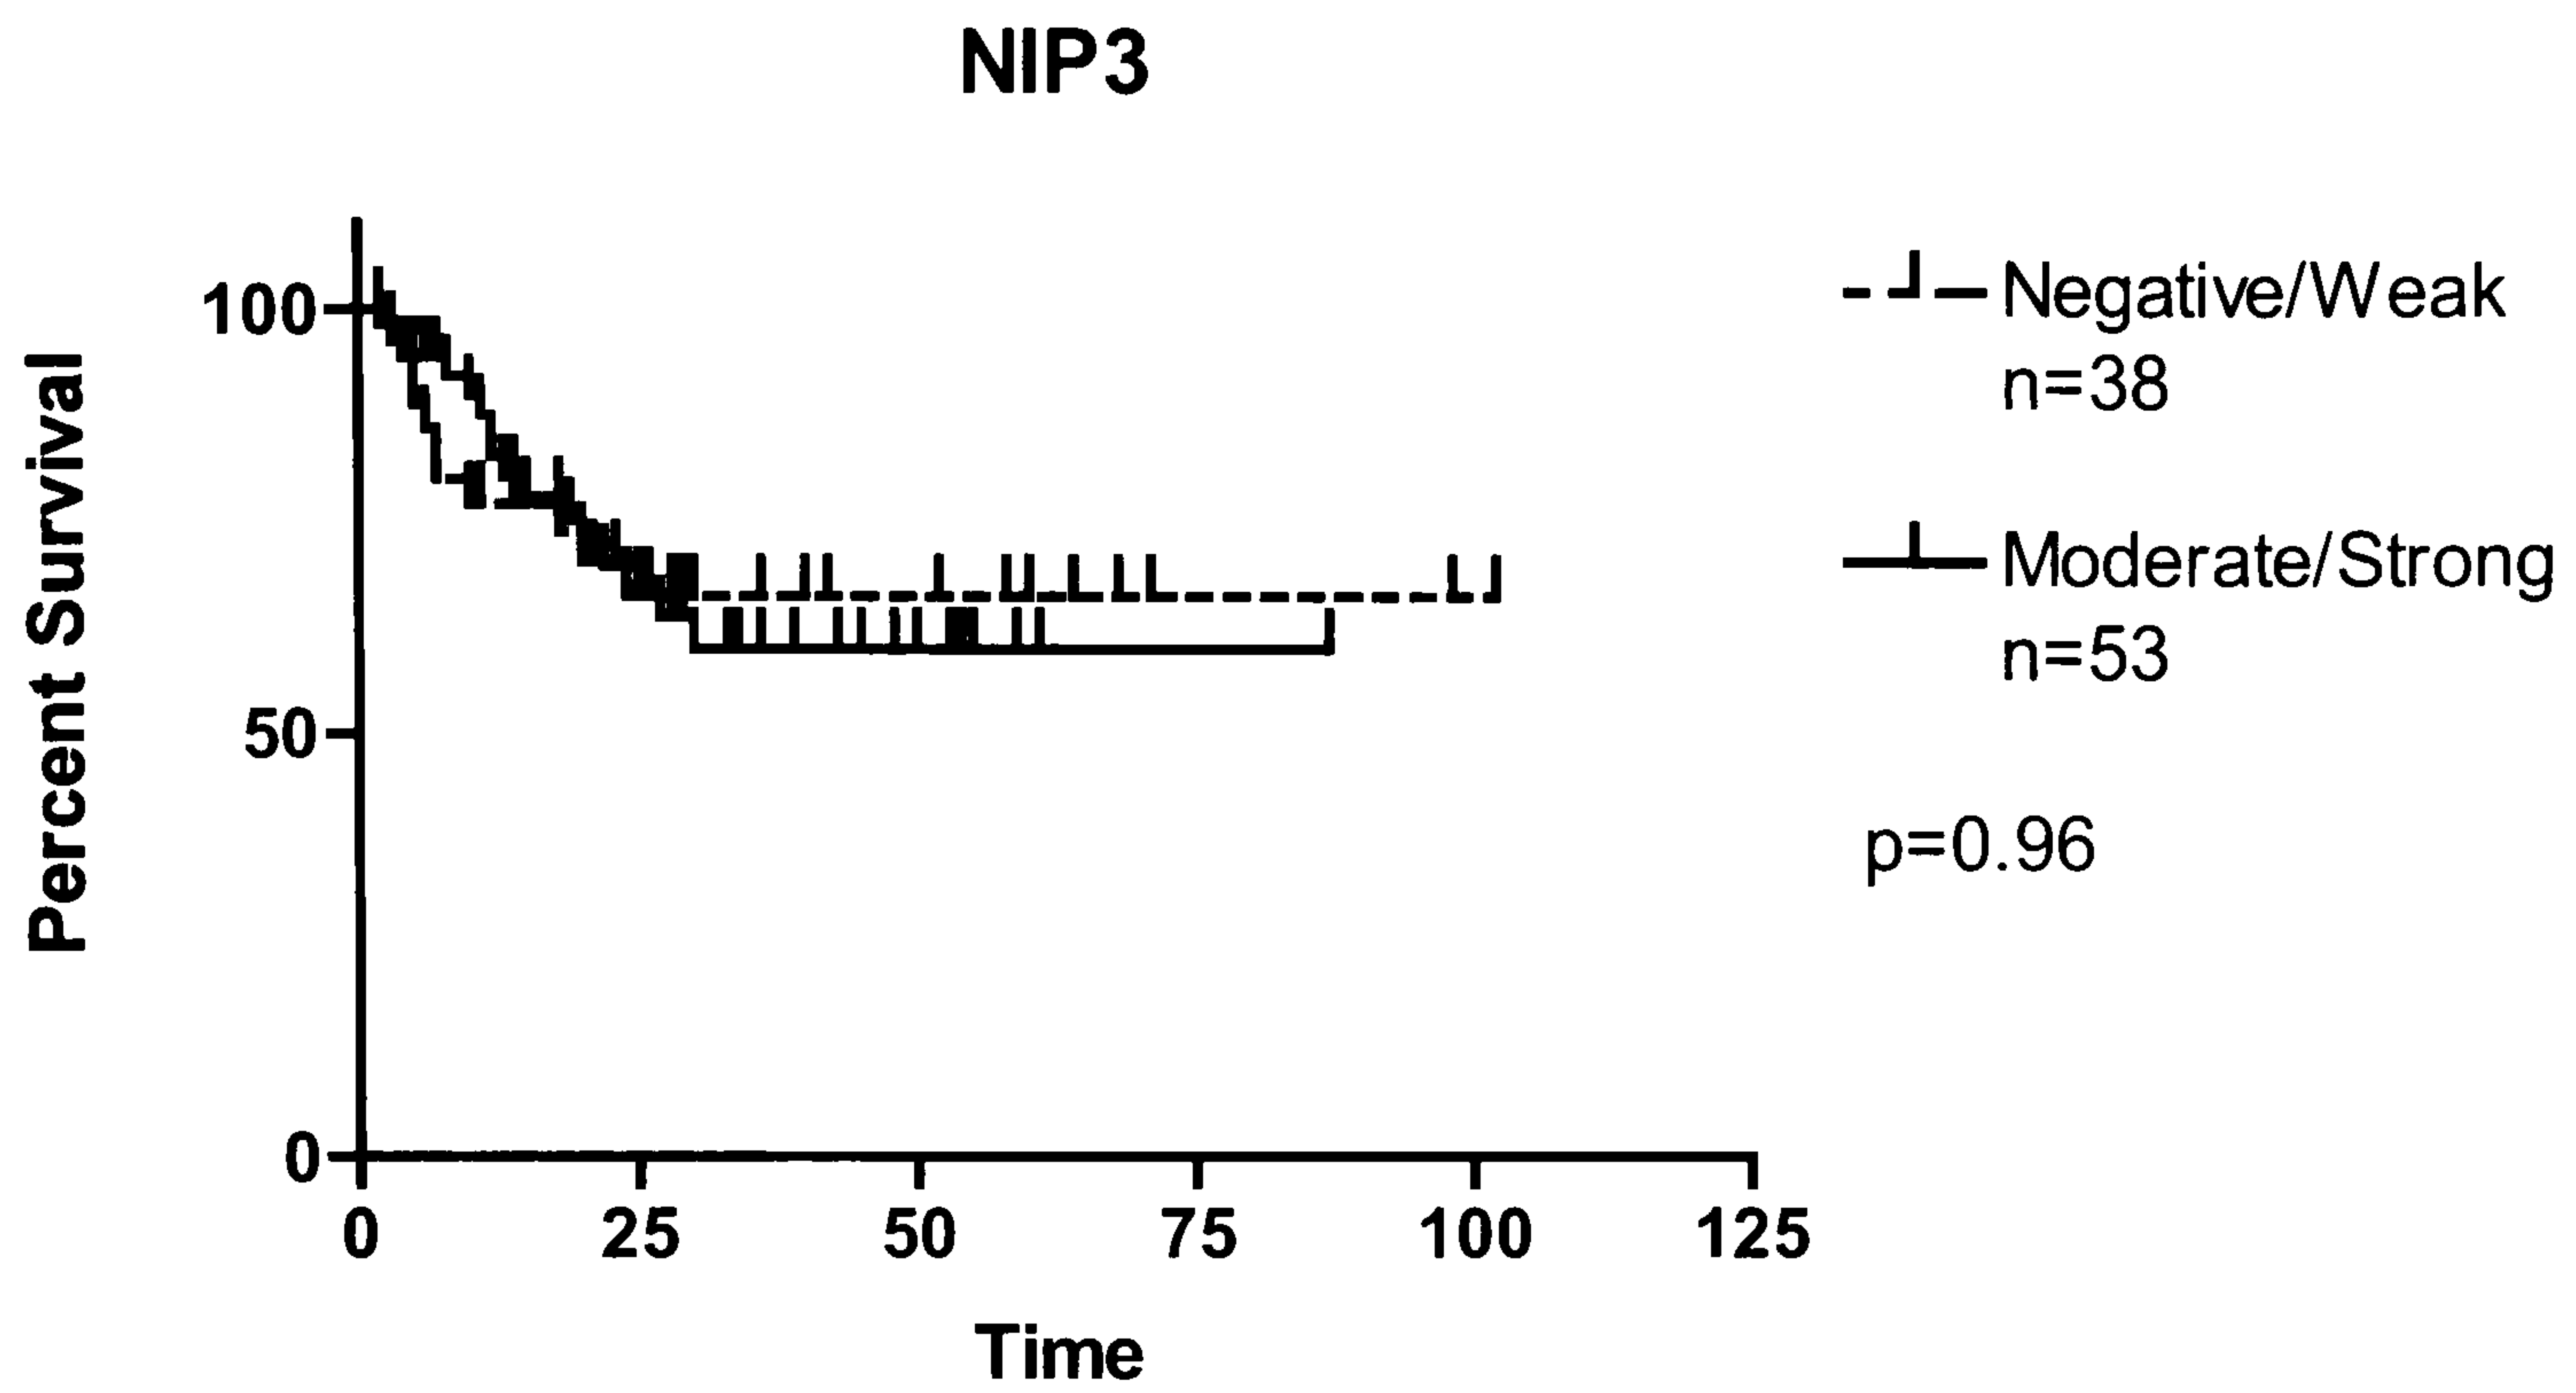 NIP3
Percent Survival
100
50
0
0 25 50 75 100 125
Time
Negative/Weak
n=38
Moderate/Strong
n=53
p=0.96